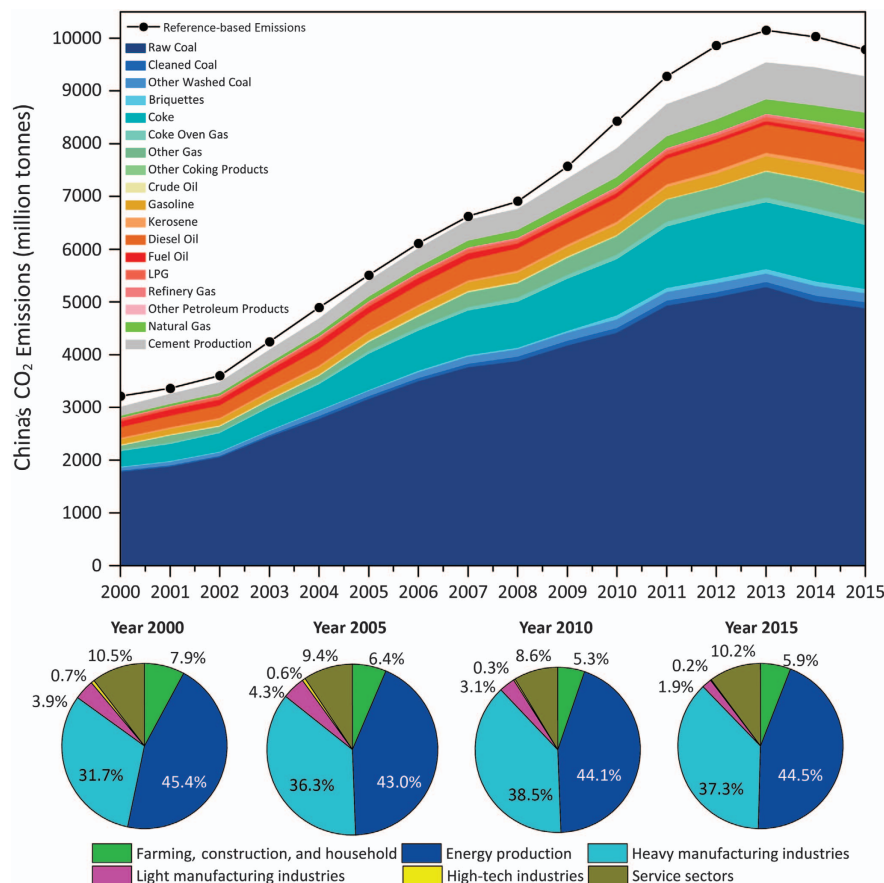 Reference-based Emissions
Raw Coal
Cleaned Coal
Other Washed Coal
Briquettes
Coke
Coke Oven Gas
Other Gas
Other Coking Products
Crude Oil
Gasoline
Kerosene
Diesel Oil
Fuel Oil
LPG
Refinery Gas
Other Petroleum Products
Natural Gas
Cement Production
China's CO₂ Emissions (million tonnes)
10000
9000
8000
7000
6000
5000
4000
3000
2000
1000
0
2000 2001 2002 2003 2004 2005 2006 2007 2008 2009 2010 2011 2012 2013 2014 2015
Year 2000
10.5%
7.9%
0.7%
3.9%
31.7%
45.4%
Year 2005
9.4%
6.4%
0.6%
4.3%
36.3%
43.0%
Year 2010
8.6%
5.3%
0.3%
3.1%
38.5%
44.1%
Year 2015
10.2%
5.9%
0.2%
1.9%
37.3%
44.5%
Farming, construction, and household
Energy production
Heavy manufacturing industries
Light manufacturing industries
High-tech industries
Service sectors